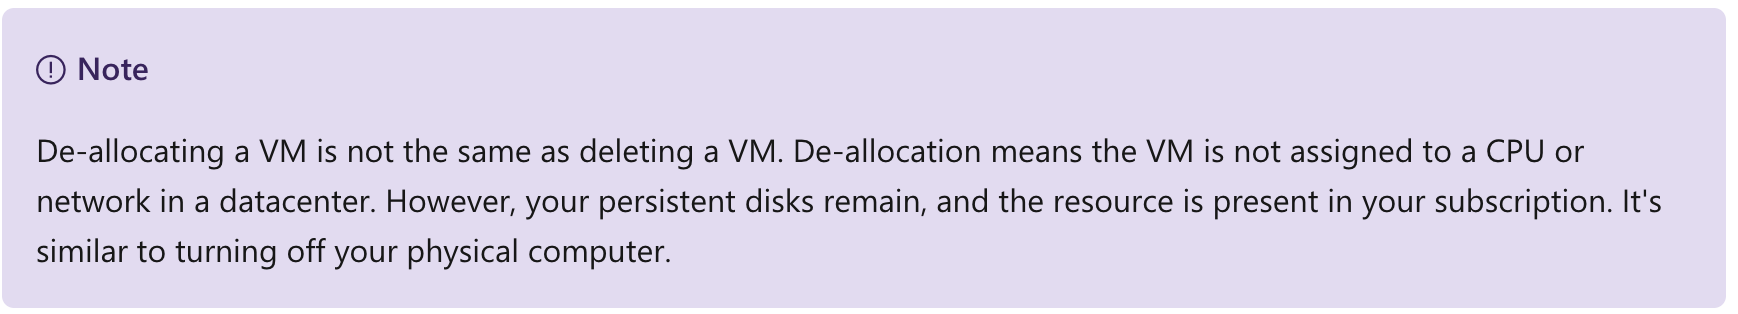 Note
De-allocating a VM is not the same as deleting a VM. De-allocation means the VM is not assigned to a CPU or
network in a datacenter. However, your persistent disks remain, and the resource is present in your subscription. It's
similar to turning off your physical computer.